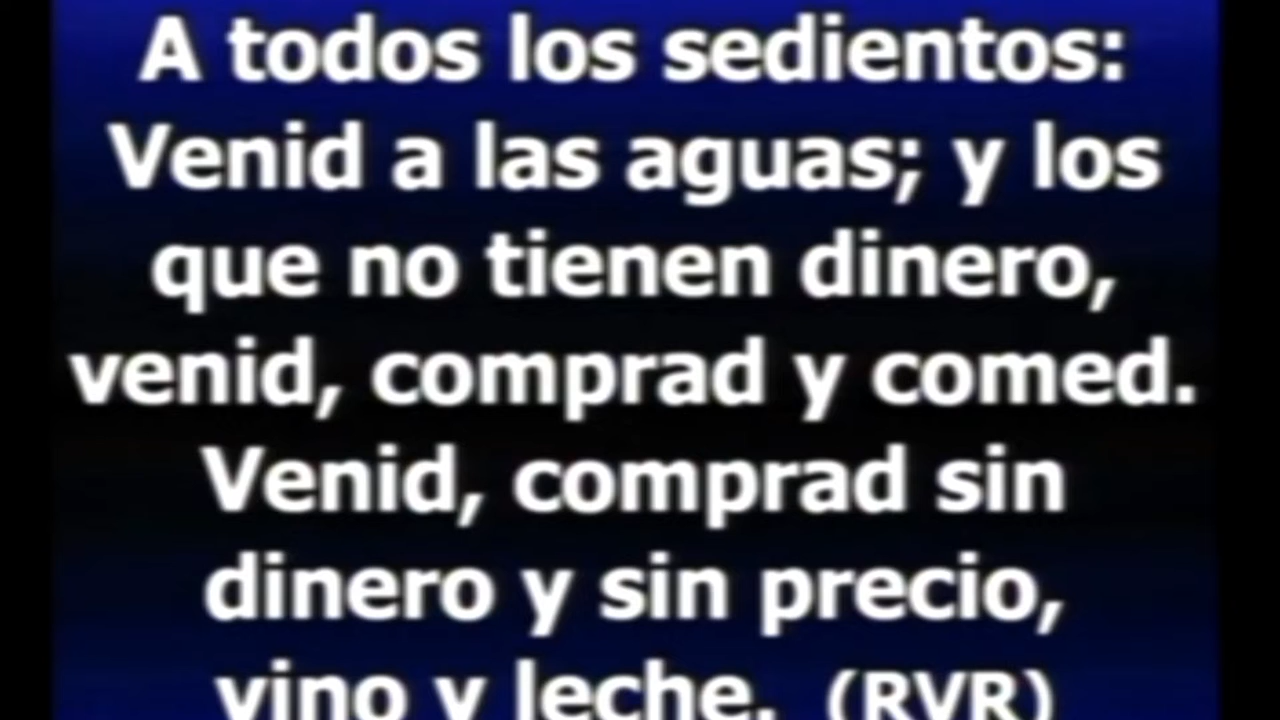 A todos los sedientos:
Venid a las aguas; y los
que no tienen dinero,
venid, comprad y comed.
Venid, comprad sin
dinero y sin precio,
vino y leche. (RVR)